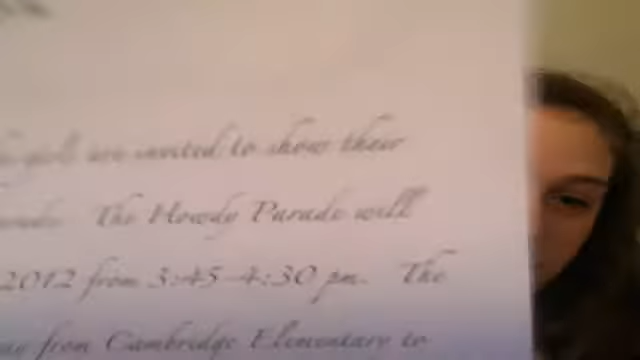 girls are invited to show their
The Howdy Parade will
2012 from 3:45-4:30 pm. The
from Cambridge Elementary to